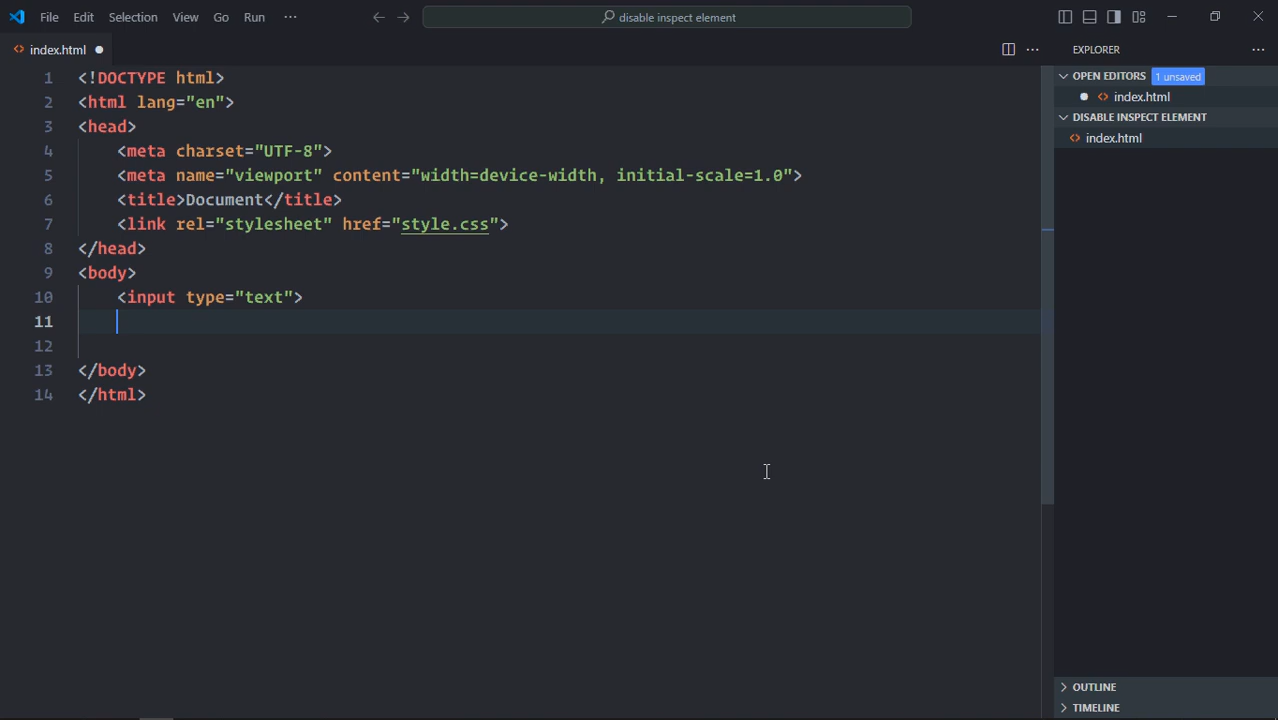 File Edit Selection View Go Run ···
disable inspect element
index.html
EXPLORER
OPEN EDITORS 1 unsaved
index.html
DISABLE INSPECT ELEMENT
index.html
1 <!DOCTYPE html>
2 <html lang="en">
3 <head>
4 <meta charset="UTF-8">
5 <meta name="viewport" content="width=device-width, initial-scale=1.0">
6 <title>Document</title>
7 <link rel="stylesheet" href="style.css">
8 </head>
9 <body>
10 <input type="text">
11
12
13 </body>
14 </html>
OUTLINE
TIMELINE